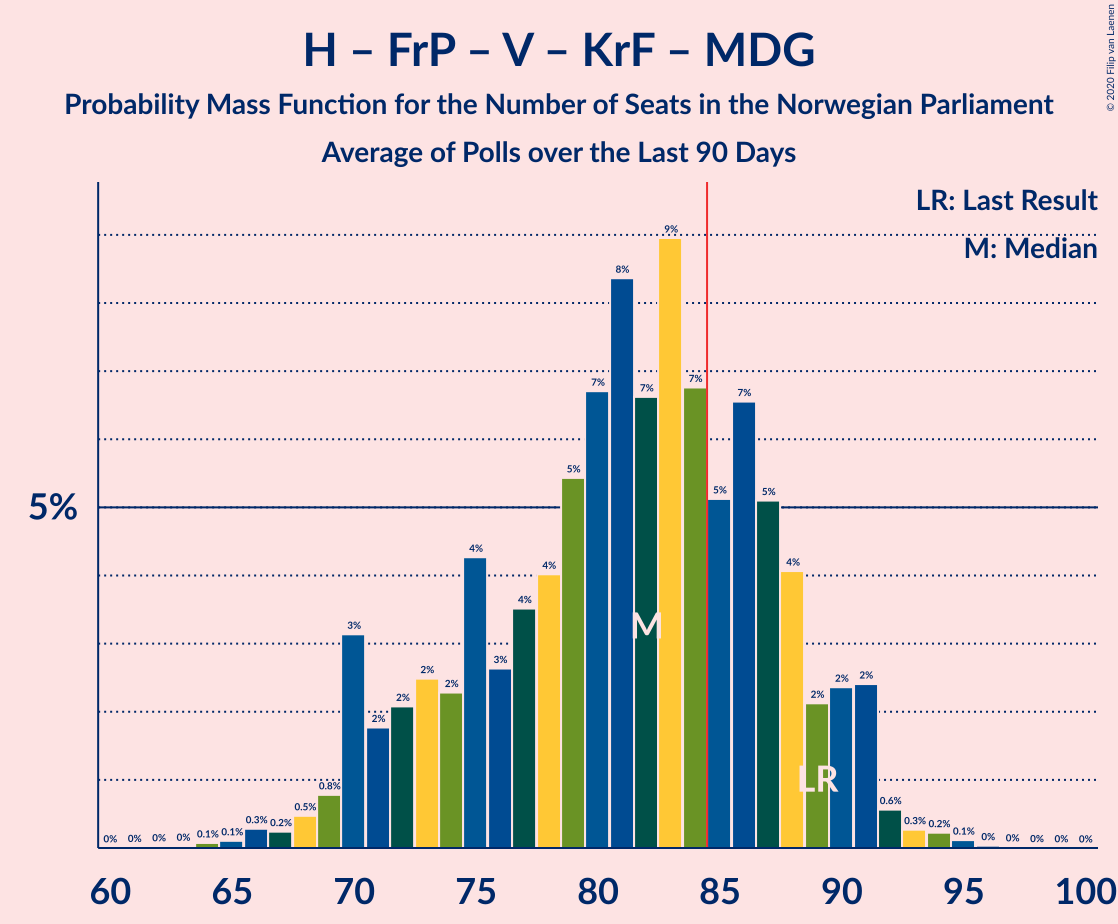 H – FrP – V – KrF – MDG
Probability Mass Function for the Number of Seats in the Norwegian Parliament
Average of Polls over the Last 90 Days
© 2020 Filip van Laenen
LR: Last Result
M: Median
5%
0% 0% 0% 0% 0.1% 0.1% 0.3% 0.2% 0.5% 0.8% 3% 2% 2% 2% 2% 4% 3% 4% 4% 5% 7% 8% 7% 9% 7% 5% 7% 5% 4% 2% 2% 2% 0.6% 0.3% 0.2% 0.1% 0% 0% 0% 0% 0%
M
LR
60 65 70 75 80 85 90 95 100